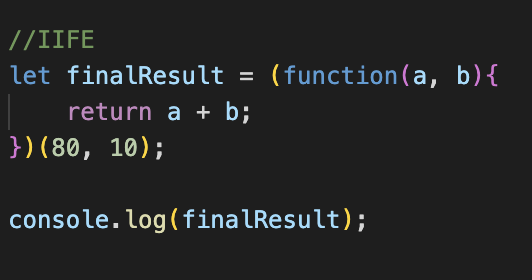 //IIFE
let finalResult = (function(a, b){
    return a + b;
})(80, 10);
console.log(finalResult);